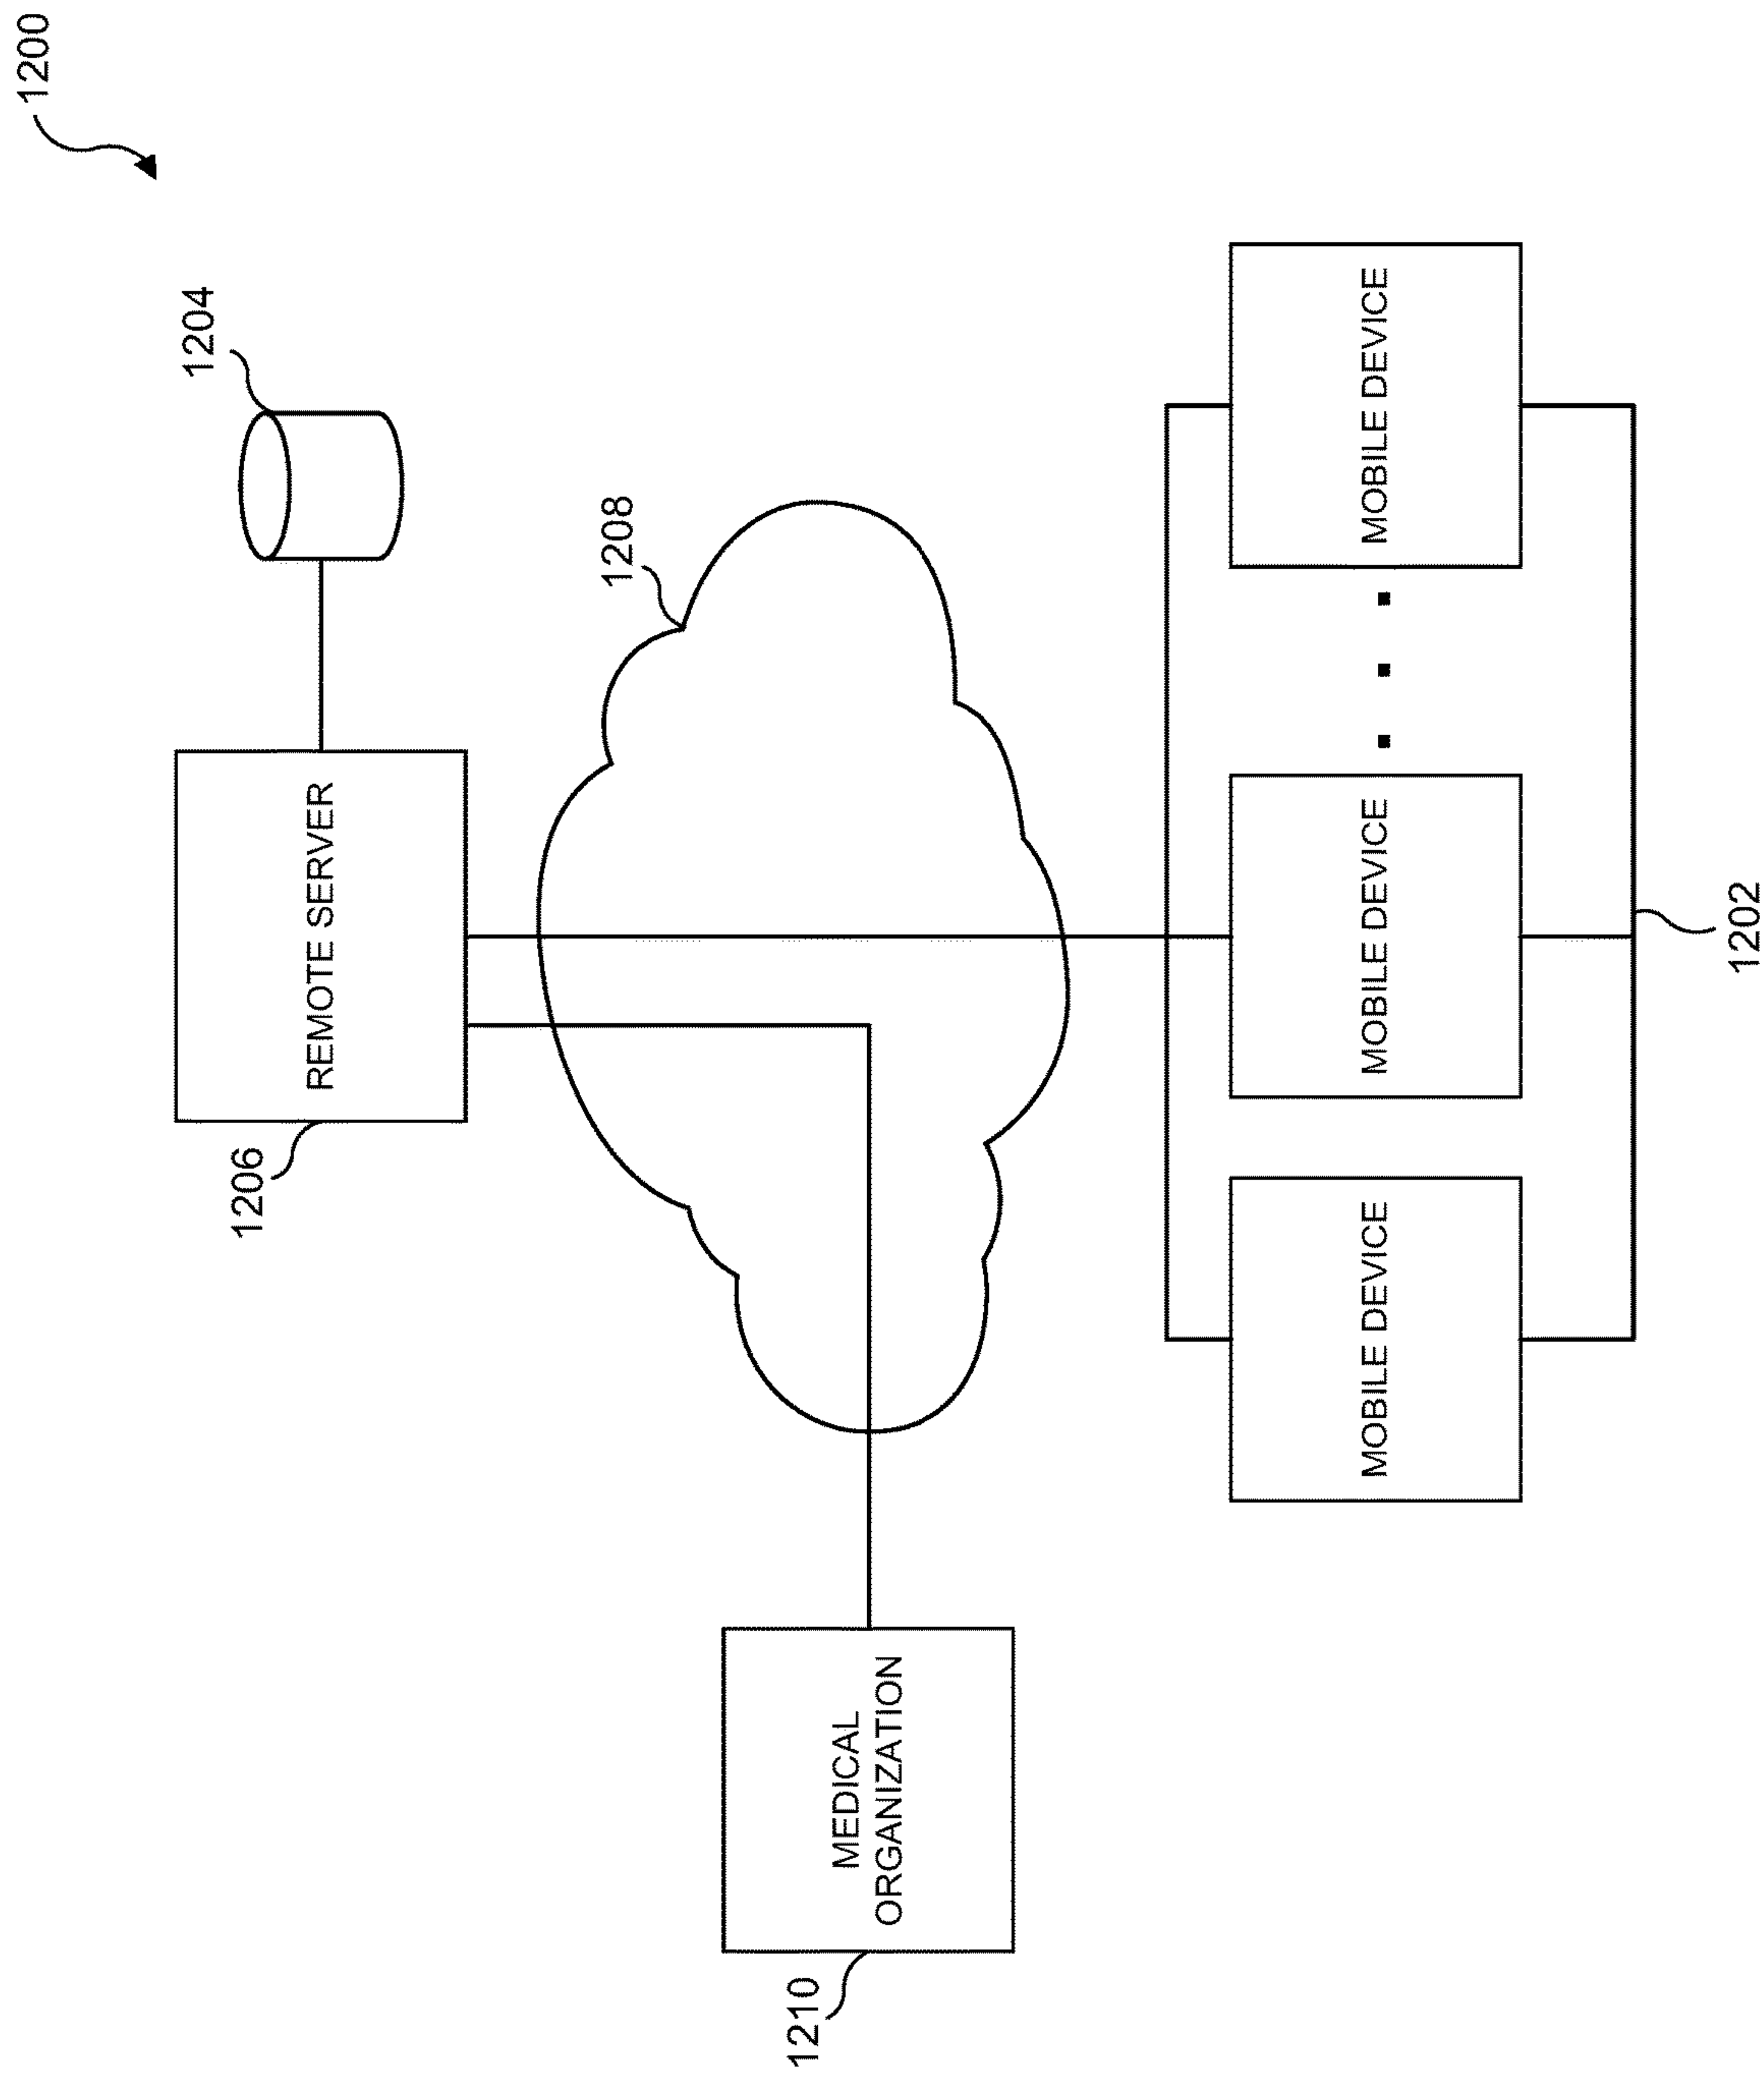 1200
1204
REMOTE SERVER
1206
1208
MEDICAL
ORGANIZATION
1210
MOBILE DEVICE
MOBILE DEVICE
MOBILE DEVICE
1202